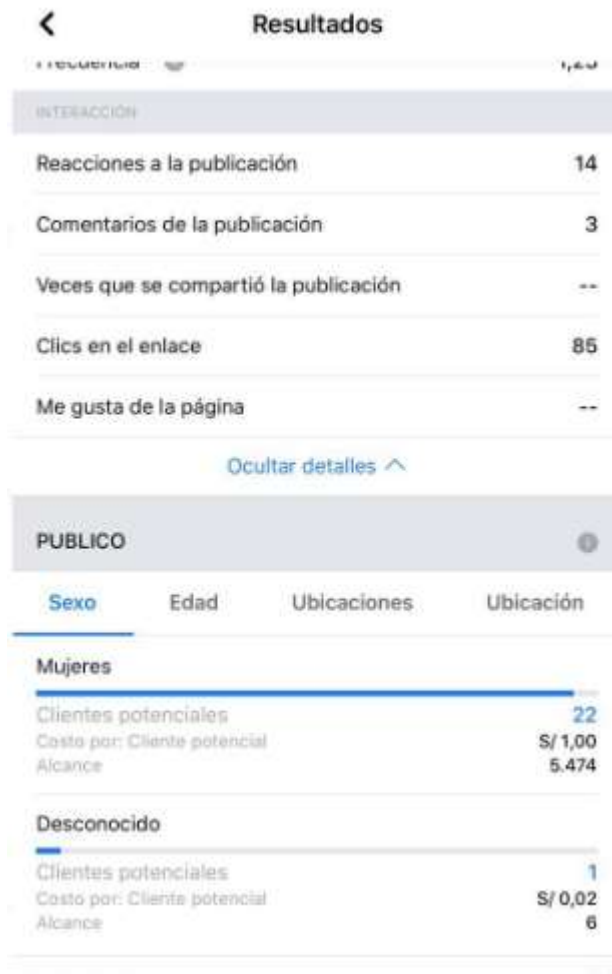 Resultados
Frecuencia 1,25
INTERACCIÓN
Reacciones a la publicación 14
Comentarios de la publicación 3
Veces que se compartió la publicación --
Clics en el enlace 85
Me gusta de la página --
Ocultar detalles
PUBLICO
Sexo Edad Ubicaciones Ubicación
Mujeres
Clientes potenciales 22
Costo por: Cliente potencial S/ 1,00
Alcance 5.474
Desconocido
Clientes potenciales 1
Costo por: Cliente potencial S/ 0,02
Alcance 6